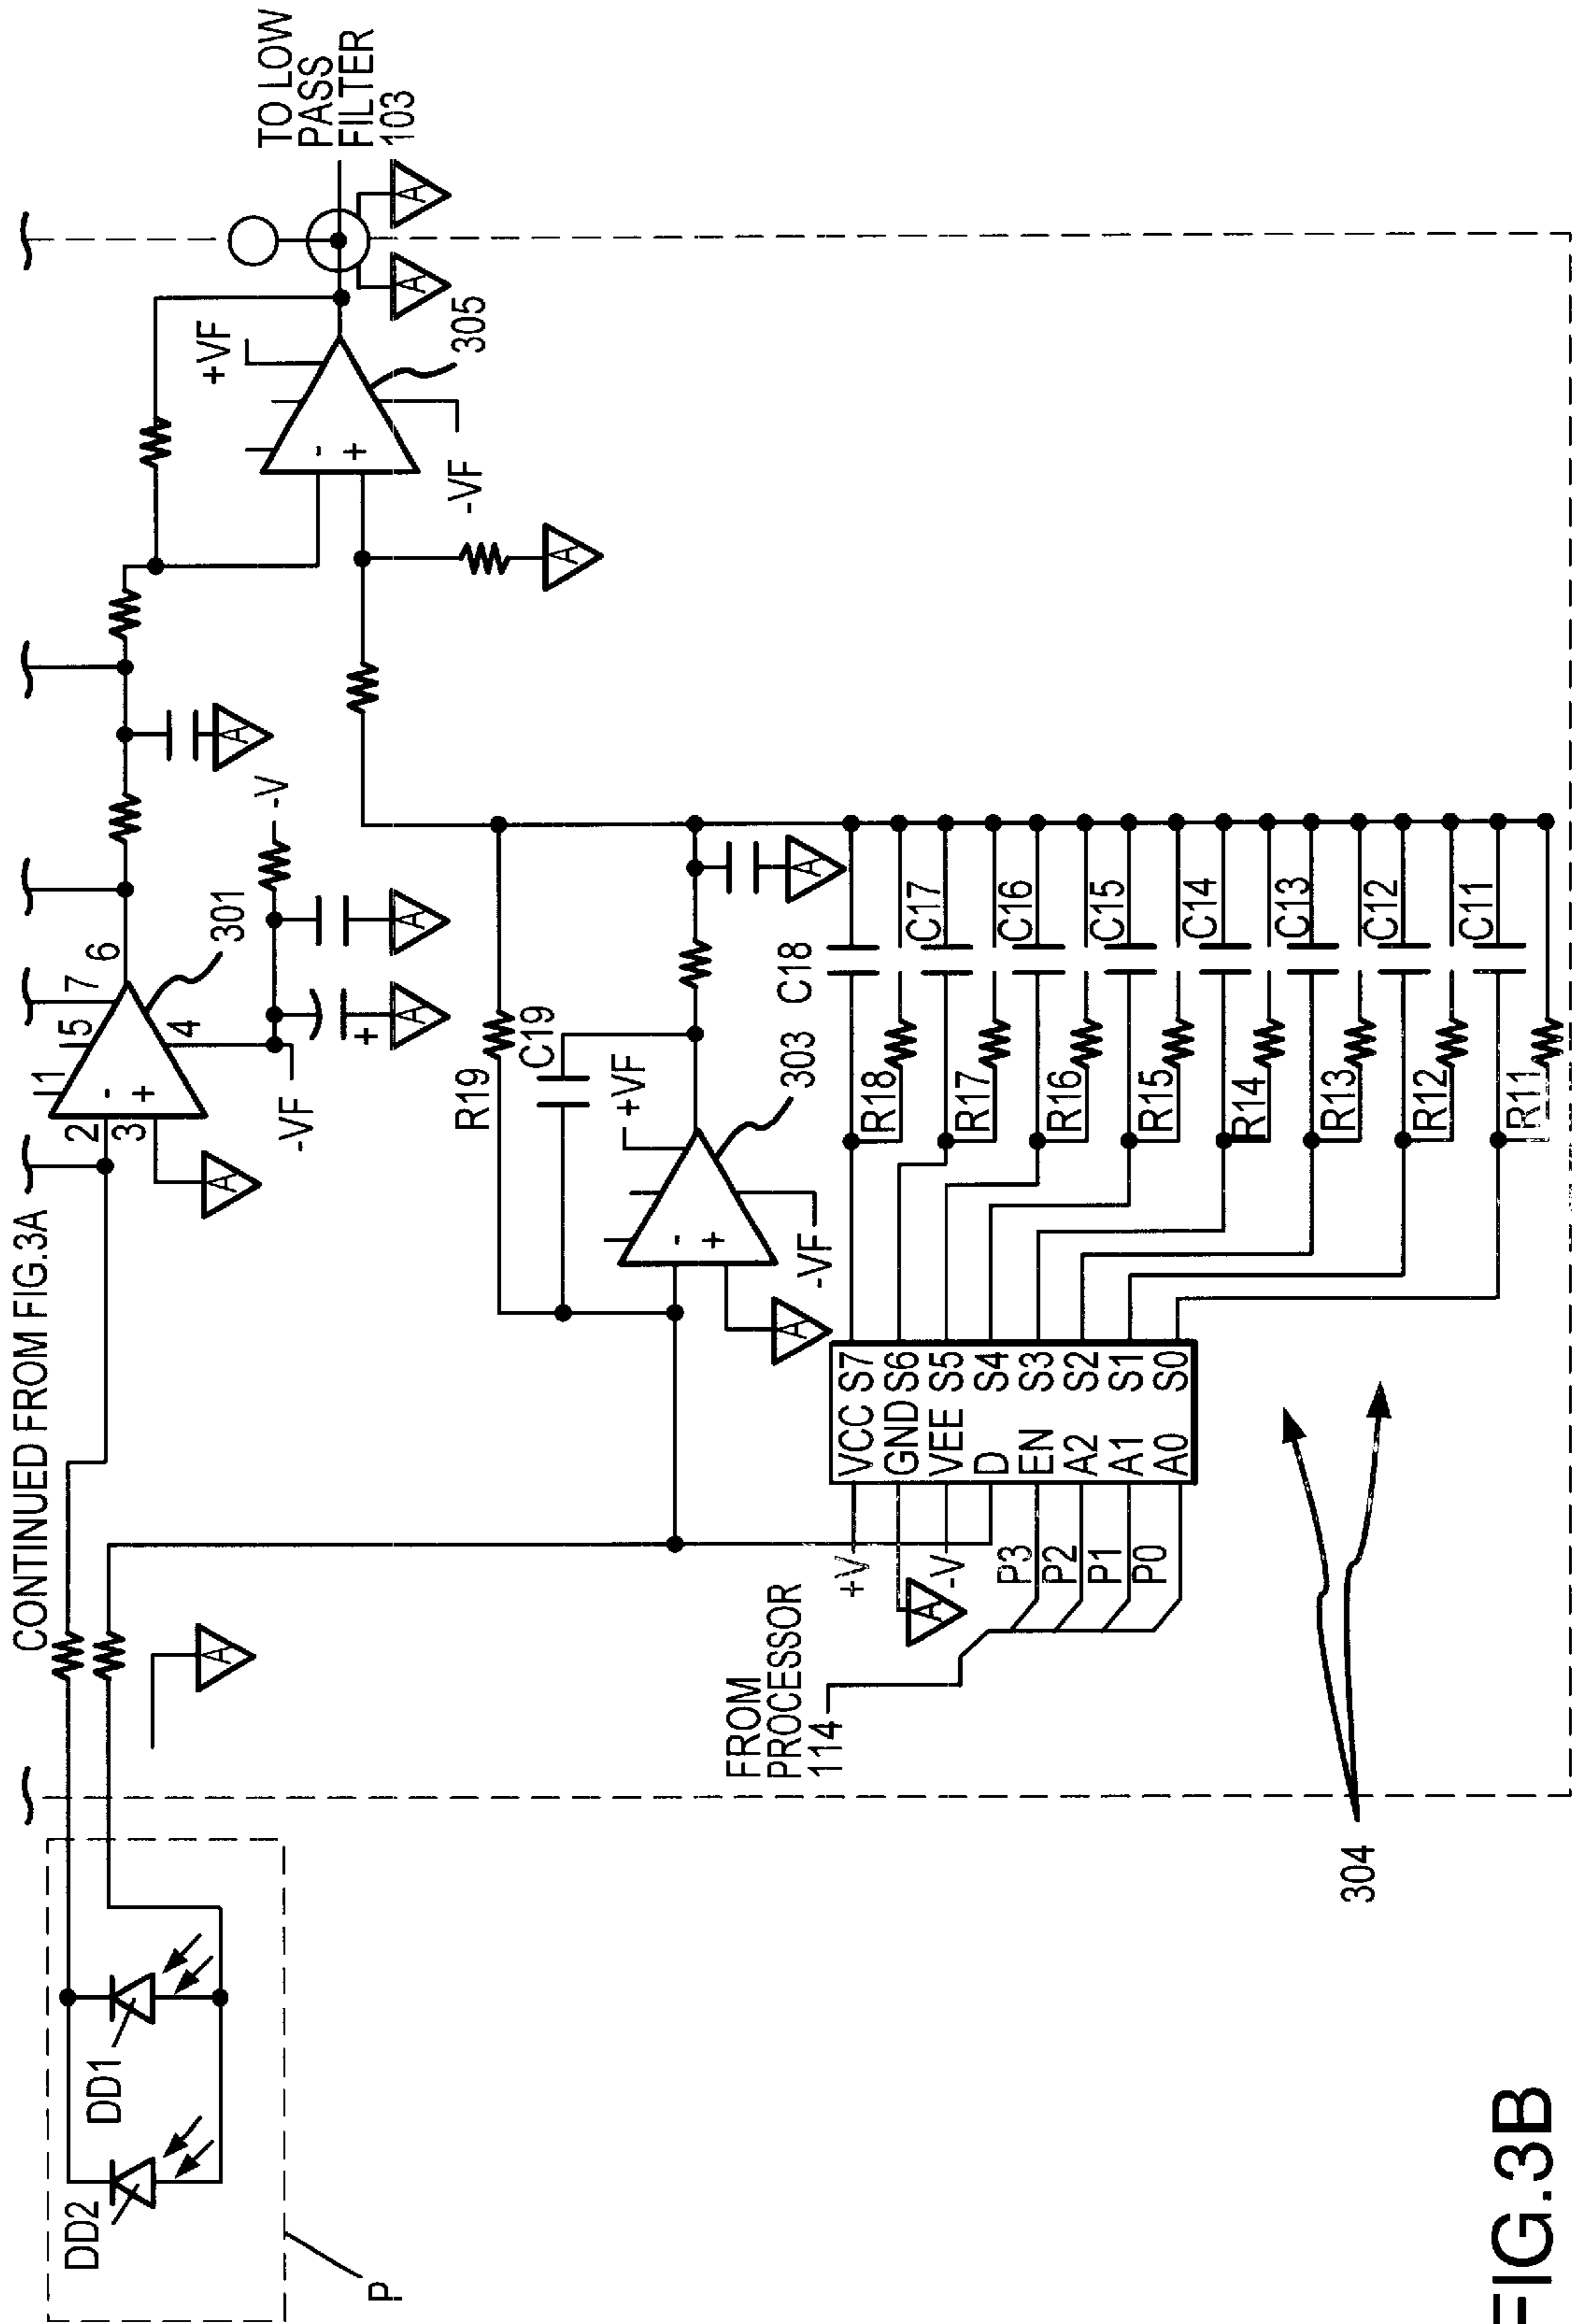 CONTINUED FROM FIG.3A
TO LOW
PASS
FILTER
103
DD2
DD1
P
2
3
1
5
7
6
4
-
+
301
-VF
+
-V
+VF
-
+
-VF
305
R19
C19
+VF
-
+
-VF
303
FROM
PROCESSOR
114
+V
-V
P3
P2
P1
P0
VCC S7
GND S6
VEE S5
D S4
EN S3
A2 S2
A1 S1
A0 S0
C18
R18
C17
R17
C16
R16
C15
R15
C14
R14
C13
R13
C12
R12
C11
R11
A
A
A
A
A
A
A
A
A
A
A
A
304
FIG.3B